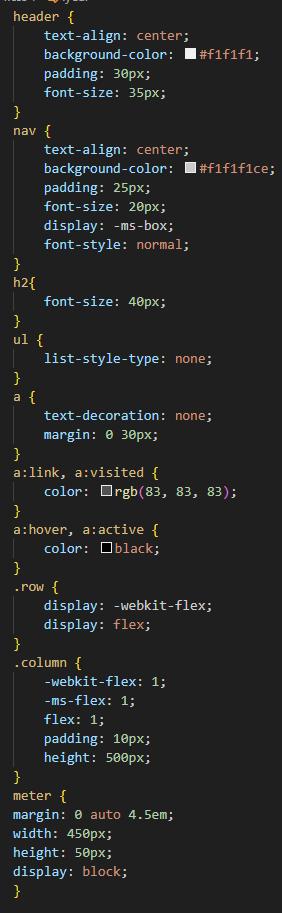 header {
    text-align: center;
    background-color: #f1f1f1;
    padding: 30px;
    font-size: 35px;
}
nav {
    text-align: center;
    background-color: #f1f1f1ce;
    padding: 25px;
    font-size: 20px;
    display: -ms-box;
    font-style: normal;
}
h2{
    font-size: 40px;
}
ul {
    list-style-type: none;
}
a {
    text-decoration: none;
    margin: 0 30px;
}
a:link, a:visited {
    color: rgb(83, 83, 83);
}
a:hover, a:active {
    color: black;
}
.row {
    display: -webkit-flex;
    display: flex;
}
.column {
    -webkit-flex: 1;
    -ms-flex: 1;
    flex: 1;
    padding: 10px;
    height: 500px;
}
meter {
margin: 0 auto 4.5em;
width: 450px;
height: 50px;
display: block;
}